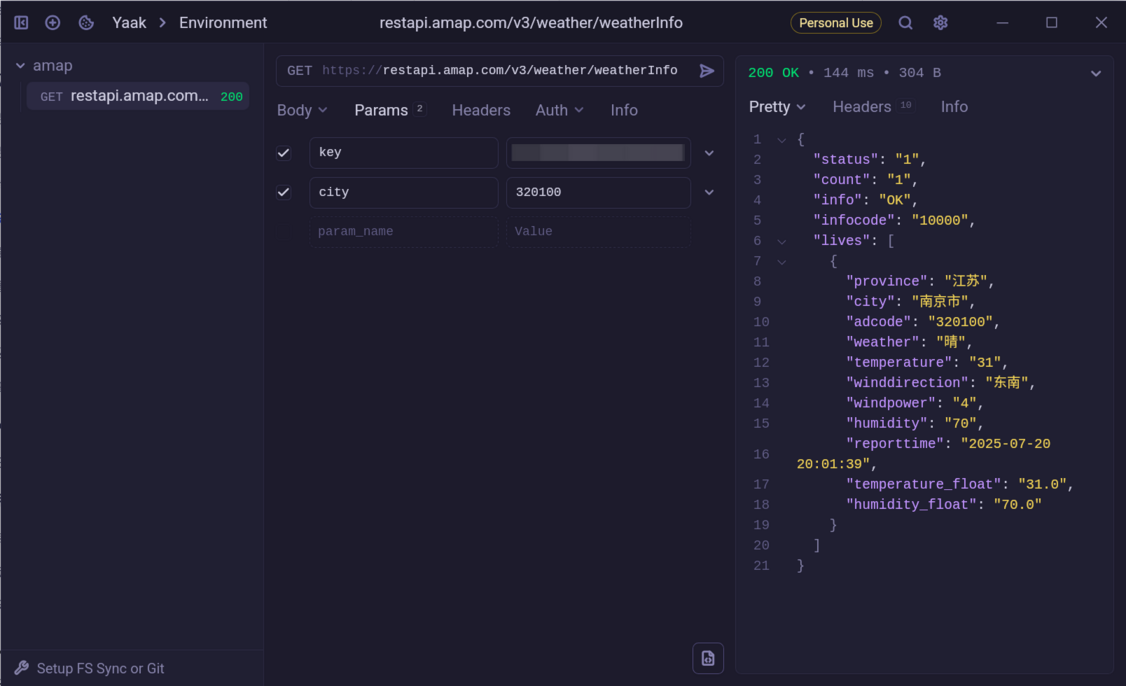 Yaak > Environment
restapi.amap.com/v3/weather/weatherInfo
Personal Use
amap
GET restapi.amap.com... 200
Setup FS Sync or Git
GET https://restapi.amap.com/v3/weather/weatherInfo
Body Params 2 Headers Auth Info
key
city 320100
param_name Value
200 OK • 144 ms • 304 B
Pretty Headers 10 Info
1 {
2 "status": "1",
3 "count": "1",
4 "info": "OK",
5 "infocode": "10000",
6 "lives": [
7 {
8 "province": "江苏",
9 "city": "南京市",
10 "adcode": "320100",
11 "weather": "晴",
12 "temperature": "31",
13 "winddirection": "东南",
14 "windpower": "4",
15 "humidity": "70",
16 "reporttime": "2025-07-20
20:01:39",
17 "temperature_float": "31.0",
18 "humidity_float": "70.0"
19 }
20 ]
21 }